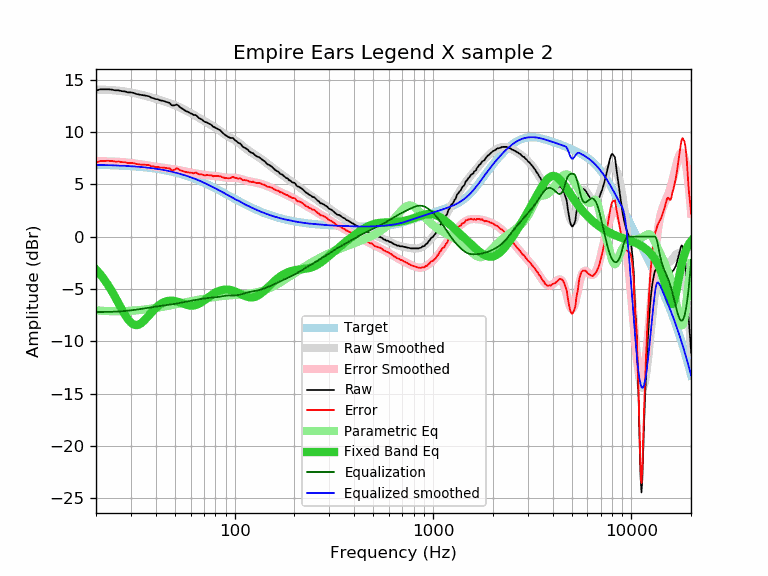 Empire Ears Legend X sample 2
15
10
5
0
−5
−10
−15
−20
−25
Amplitude (dBr)
Target
Raw Smoothed
Error Smoothed
Raw
Error
Parametric Eq
Fixed Band Eq
Equalization
Equalized smoothed
100 1000 10000
Frequency (Hz)